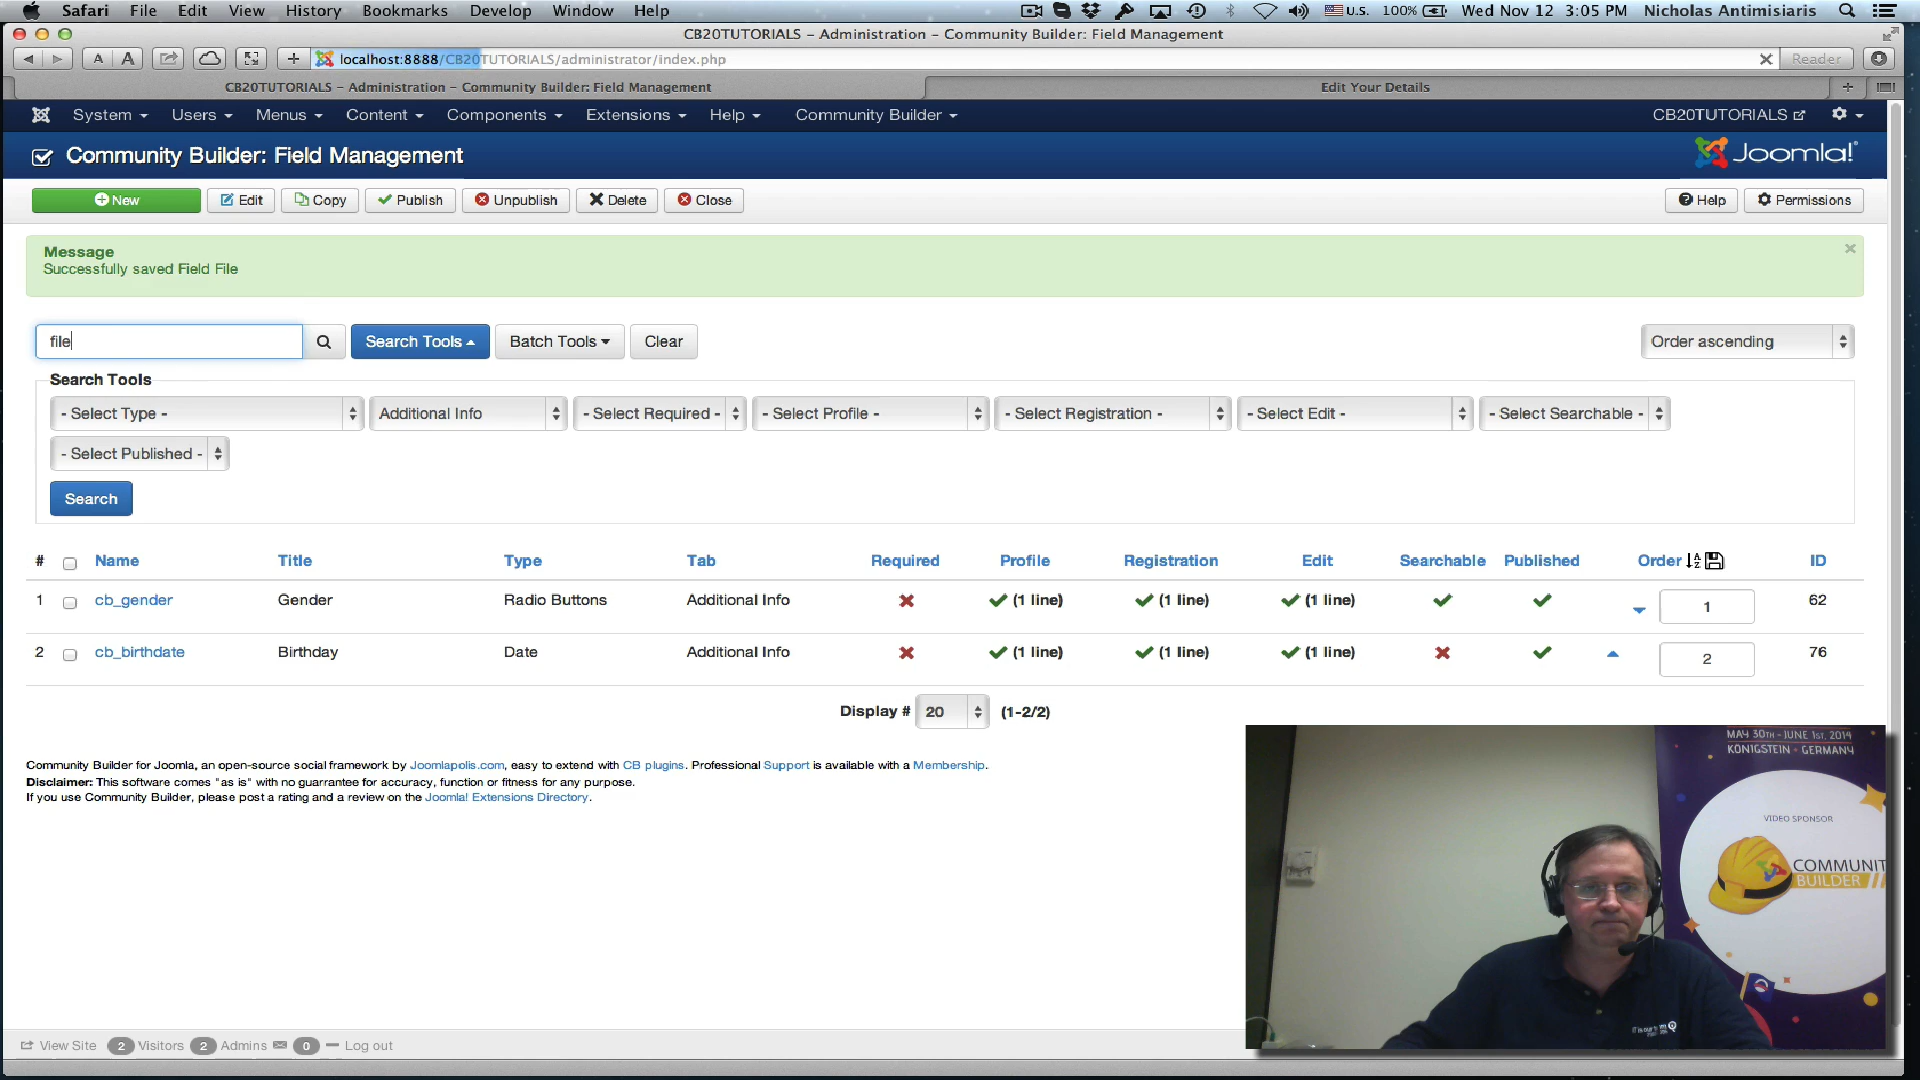 Safari File Edit View History Bookmarks Develop Window Help U.S. 100% Wed Nov 12 3:05 PM Nicholas Antimisiaris
CB20TUTORIALS - Administration - Community Builder: Field Management
A A + localhost:8888/CB20TUTORIALS/administrator/index.php Reader
CB20TUTORIALS - Administration - Community Builder: Field Management Edit Your Details +
System Users Menus Content Components Extensions Help Community Builder CB20TUTORIALS
Community Builder: Field Management Joomla!
New Edit Copy Publish Unpublish Delete Close Help Permissions
Message
Successfully saved Field File
file Search Tools Batch Tools Clear Order ascending
Search Tools
- Select Type - Additional Info - Select Required - - Select Profile - - Select Registration - - Select Edit - - Select Searchable -
- Select Published -
Search
# Name Title Type Tab Required Profile Registration Edit Searchable Published Order ID
1 cb_gender Gender Radio Buttons Additional Info (1 line) (1 line) (1 line) 1 62
2 cb_birthdate Birthday Date Additional Info (1 line) (1 line) (1 line) 2 76
Display # 20 (1-2/2)
Community Builder for Joomla, an open-source social framework by Joomlapolis.com, easy to extend with CB plugins. Professional Support is available with a Membership.
Disclaimer: This software comes "as is" with no guarrantee for accuracy, function or fitness for any purpose.
If you use Community Builder, please post a rating and a review on the Joomla! Extensions Directory.
MAY 30TH - JUNE 1ST, 2014
KÖNIGSTEIN • GERMANY
VIDEO SPONSOR
COMMUNIT
BUILDER
View Site 2 Visitors 2 Admins 0 Log out